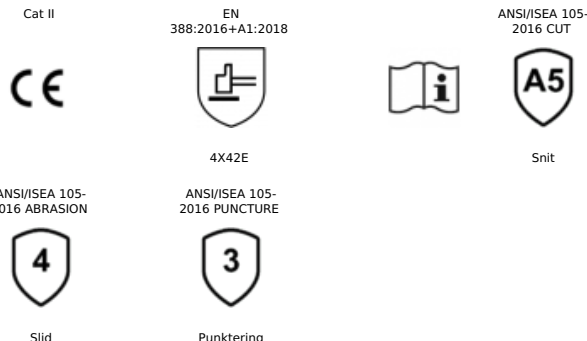 Cat II
EN
388:2016+A1:2018
ANSI/ISEA 105-
2016 CUT
CE
i
A5
4X42E
Snit
ANSI/ISEA 105-
016 ABRASION
ANSI/ISEA 105-
2016 PUNCTURE
4
3
Slid
Punktering